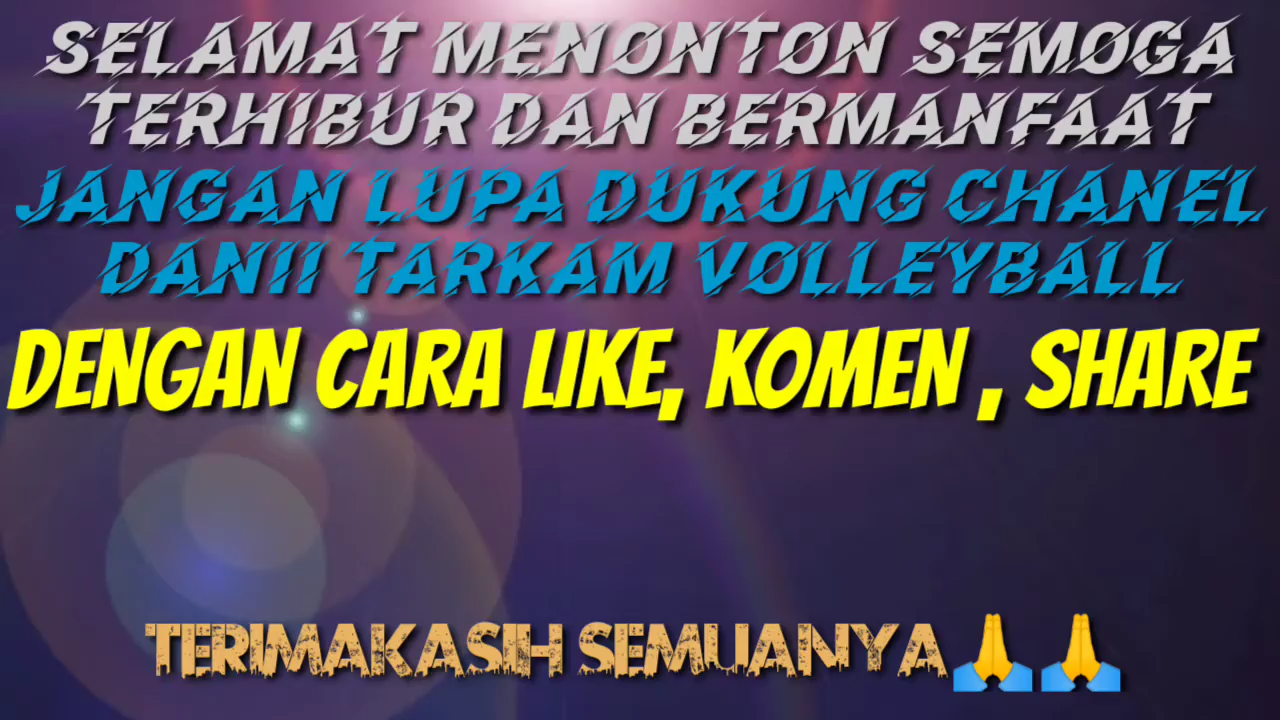 SELAMAT MENONTON SEMOGA
TERHIBUR DAN BERMANFAAT
JANGAN LUPA DUKUNG CHANEL
DANII TARKAM VOLLEYBALL
DENGAN CARA LIKE, KOMEN , SHARE
TERIMAKASIH SEMUANYA🙏🙏